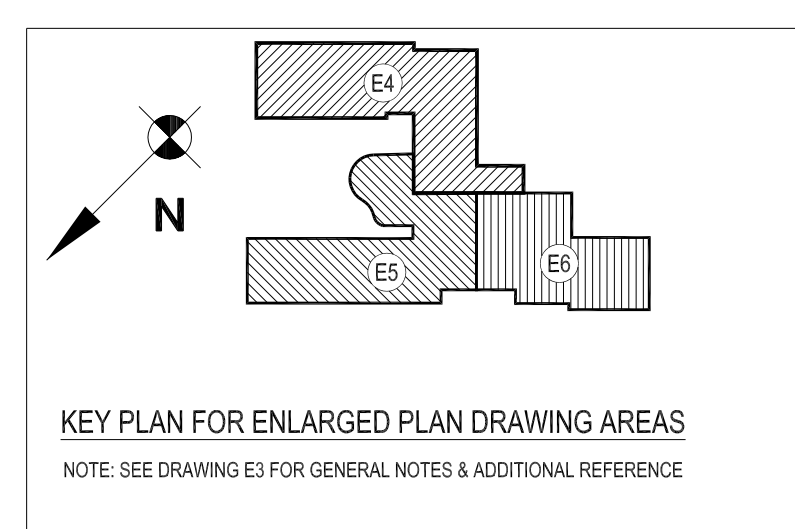 E4
N
E5
E6
KEY PLAN FOR ENLARGED PLAN DRAWING AREAS
NOTE: SEE DRAWING E3 FOR GENERAL NOTES & ADDITIONAL REFERENCE